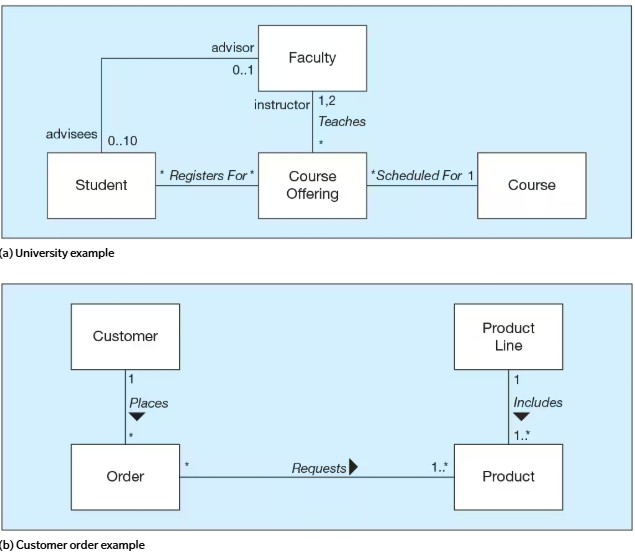 advisor
Faculty
0..1
instructor 1,2
Teaches
advisees
0..10
*
Student
* Registers For *
Course
Offering
* Scheduled For 1
Course
(a) University example
Customer
Product
Line
1
1
Places
Includes
*
1..*
Order
*
Requests
1..*
Product
(b) Customer order example